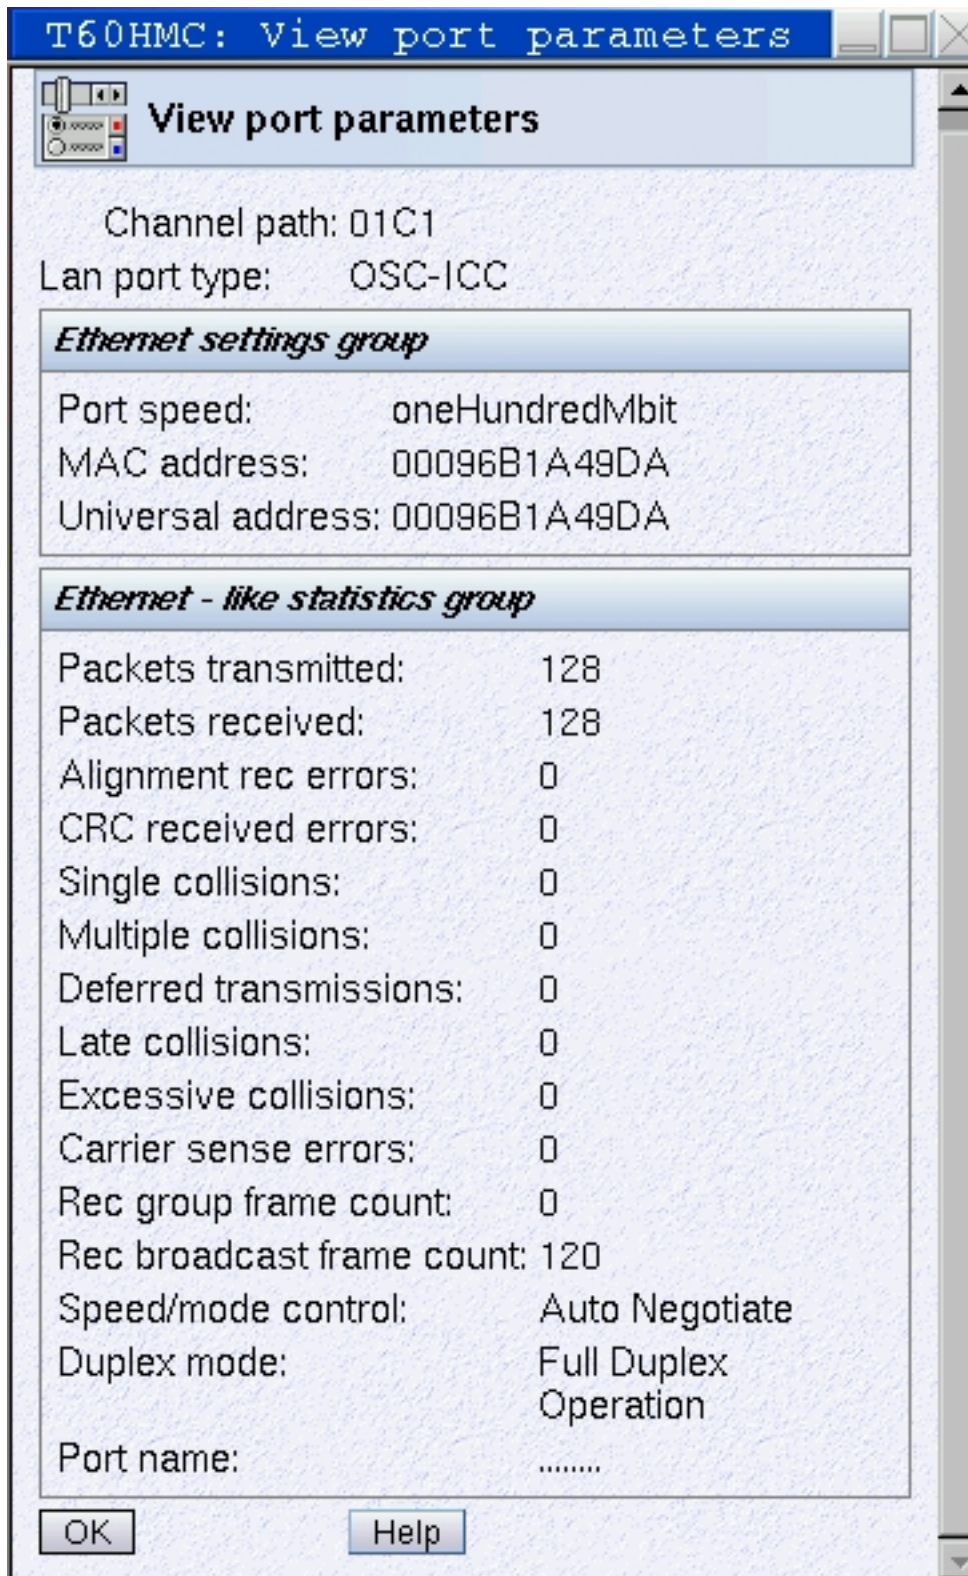 T60HMC: View port parameters
View port parameters
Channel path: 01C1
Lan port type: OSC-ICC
Ethernet settings group
Port speed: oneHundredMbit
MAC address: 00096B1A49DA
Universal address: 00096B1A49DA
Ethernet - like statistics group
Packets transmitted: 128
Packets received: 128
Alignment rec errors: 0
CRC received errors: 0
Single collisions: 0
Multiple collisions: 0
Deferred transmissions: 0
Late collisions: 0
Excessive collisions: 0
Carrier sense errors: 0
Rec group frame count: 0
Rec broadcast frame count: 120
Speed/mode control: Auto Negotiate
Duplex mode: Full Duplex
Operation
Port name: ........
OK Help